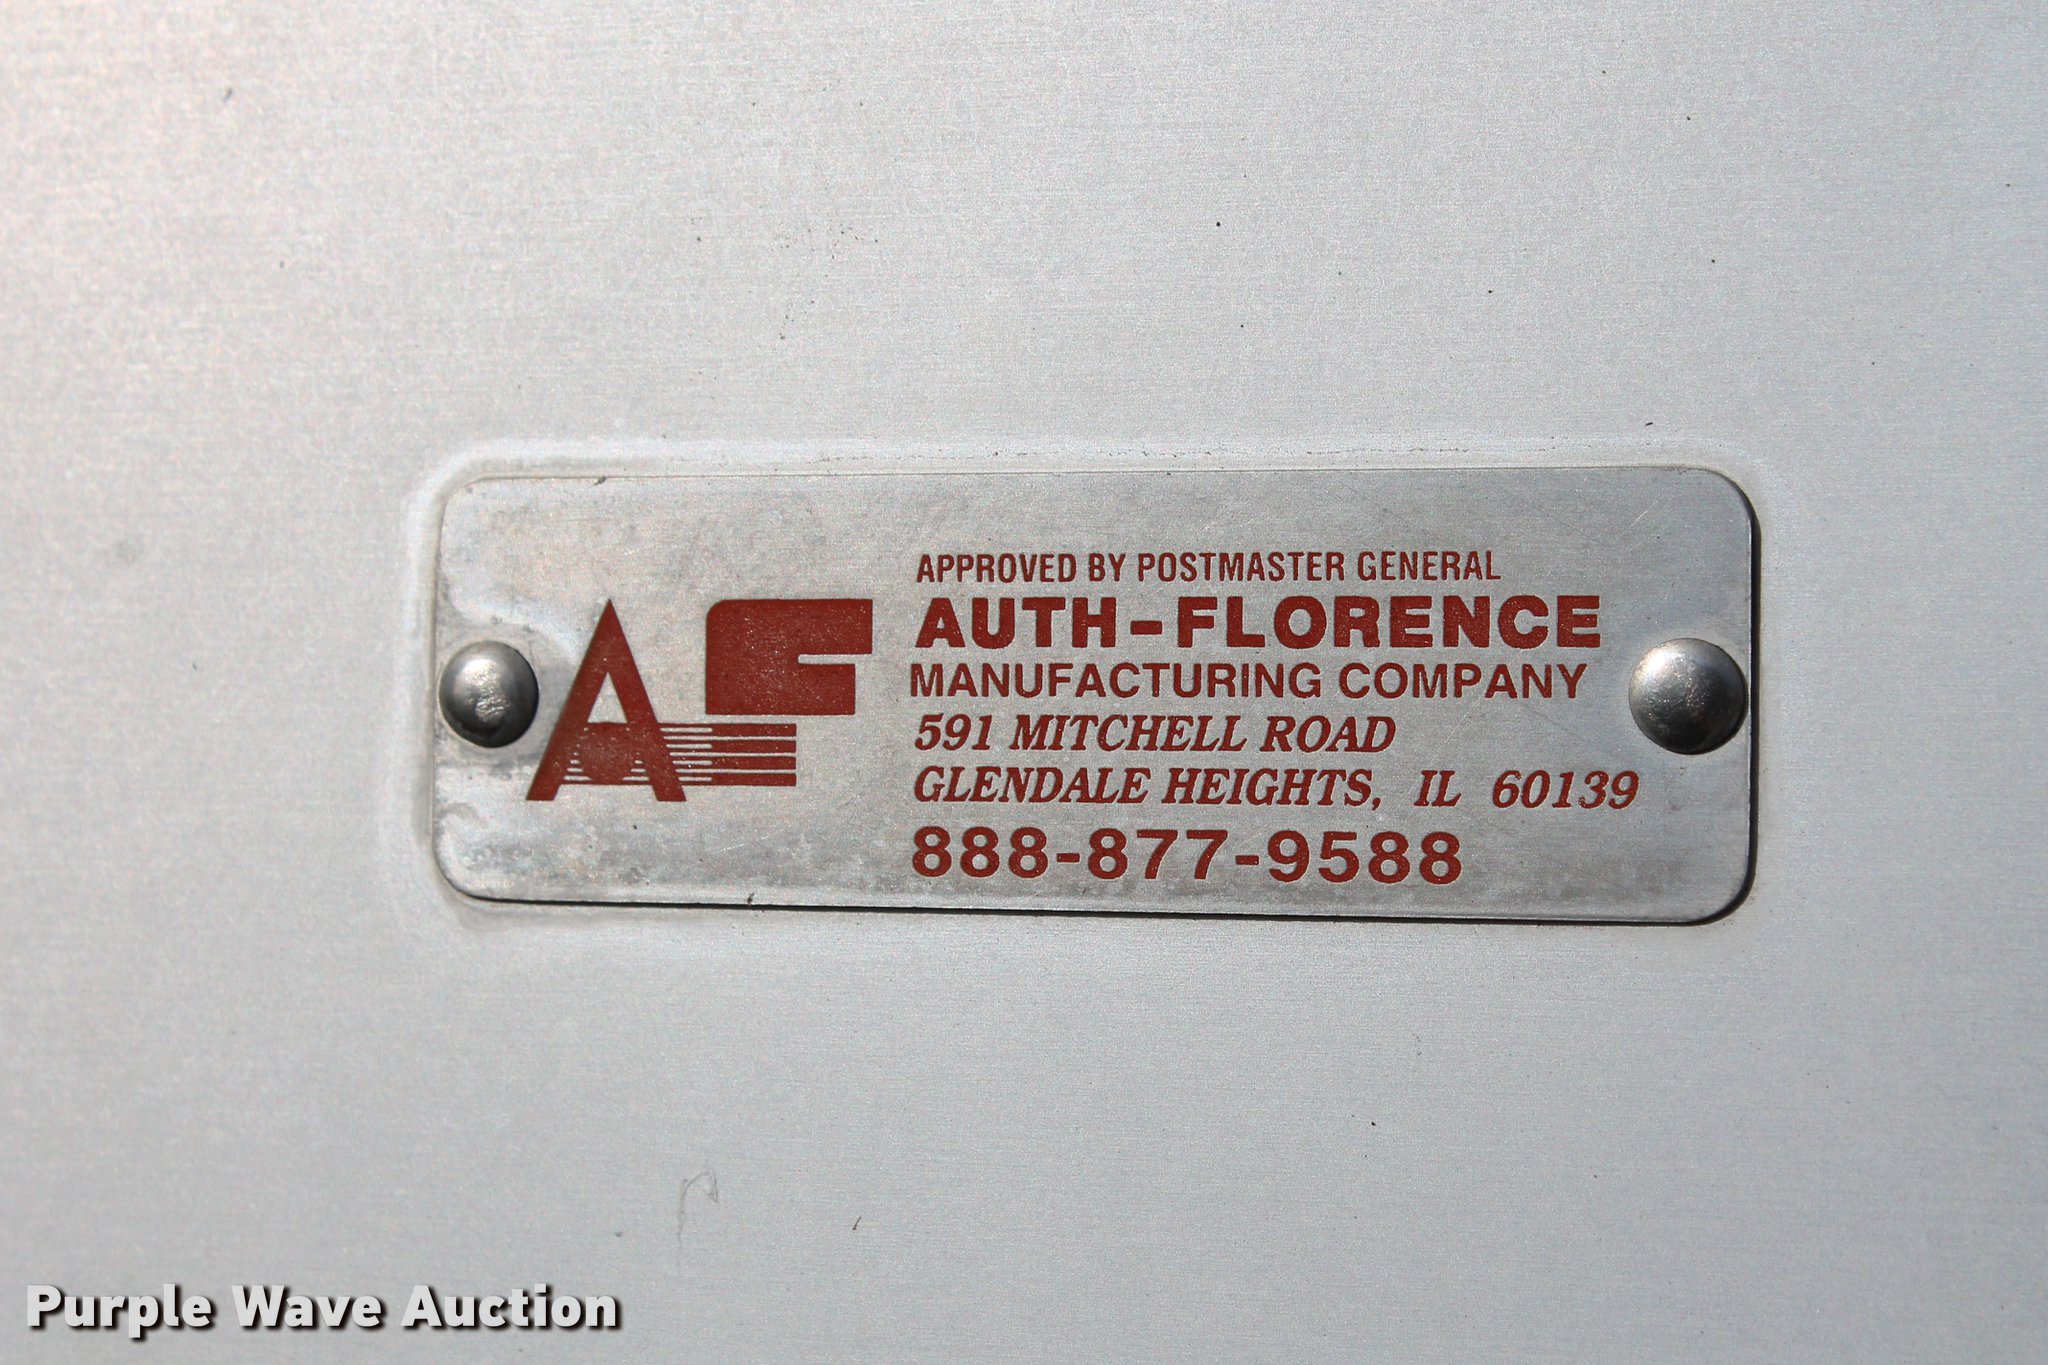 APPROVED BY POSTMASTER GENERAL
AUTH-FLORENCE
MANUFACTURING COMPANY
591 MITCHELL ROAD
GLENDALE HEIGHTS, IL 60139
888-877-9588
AF
Purple Wave Auction